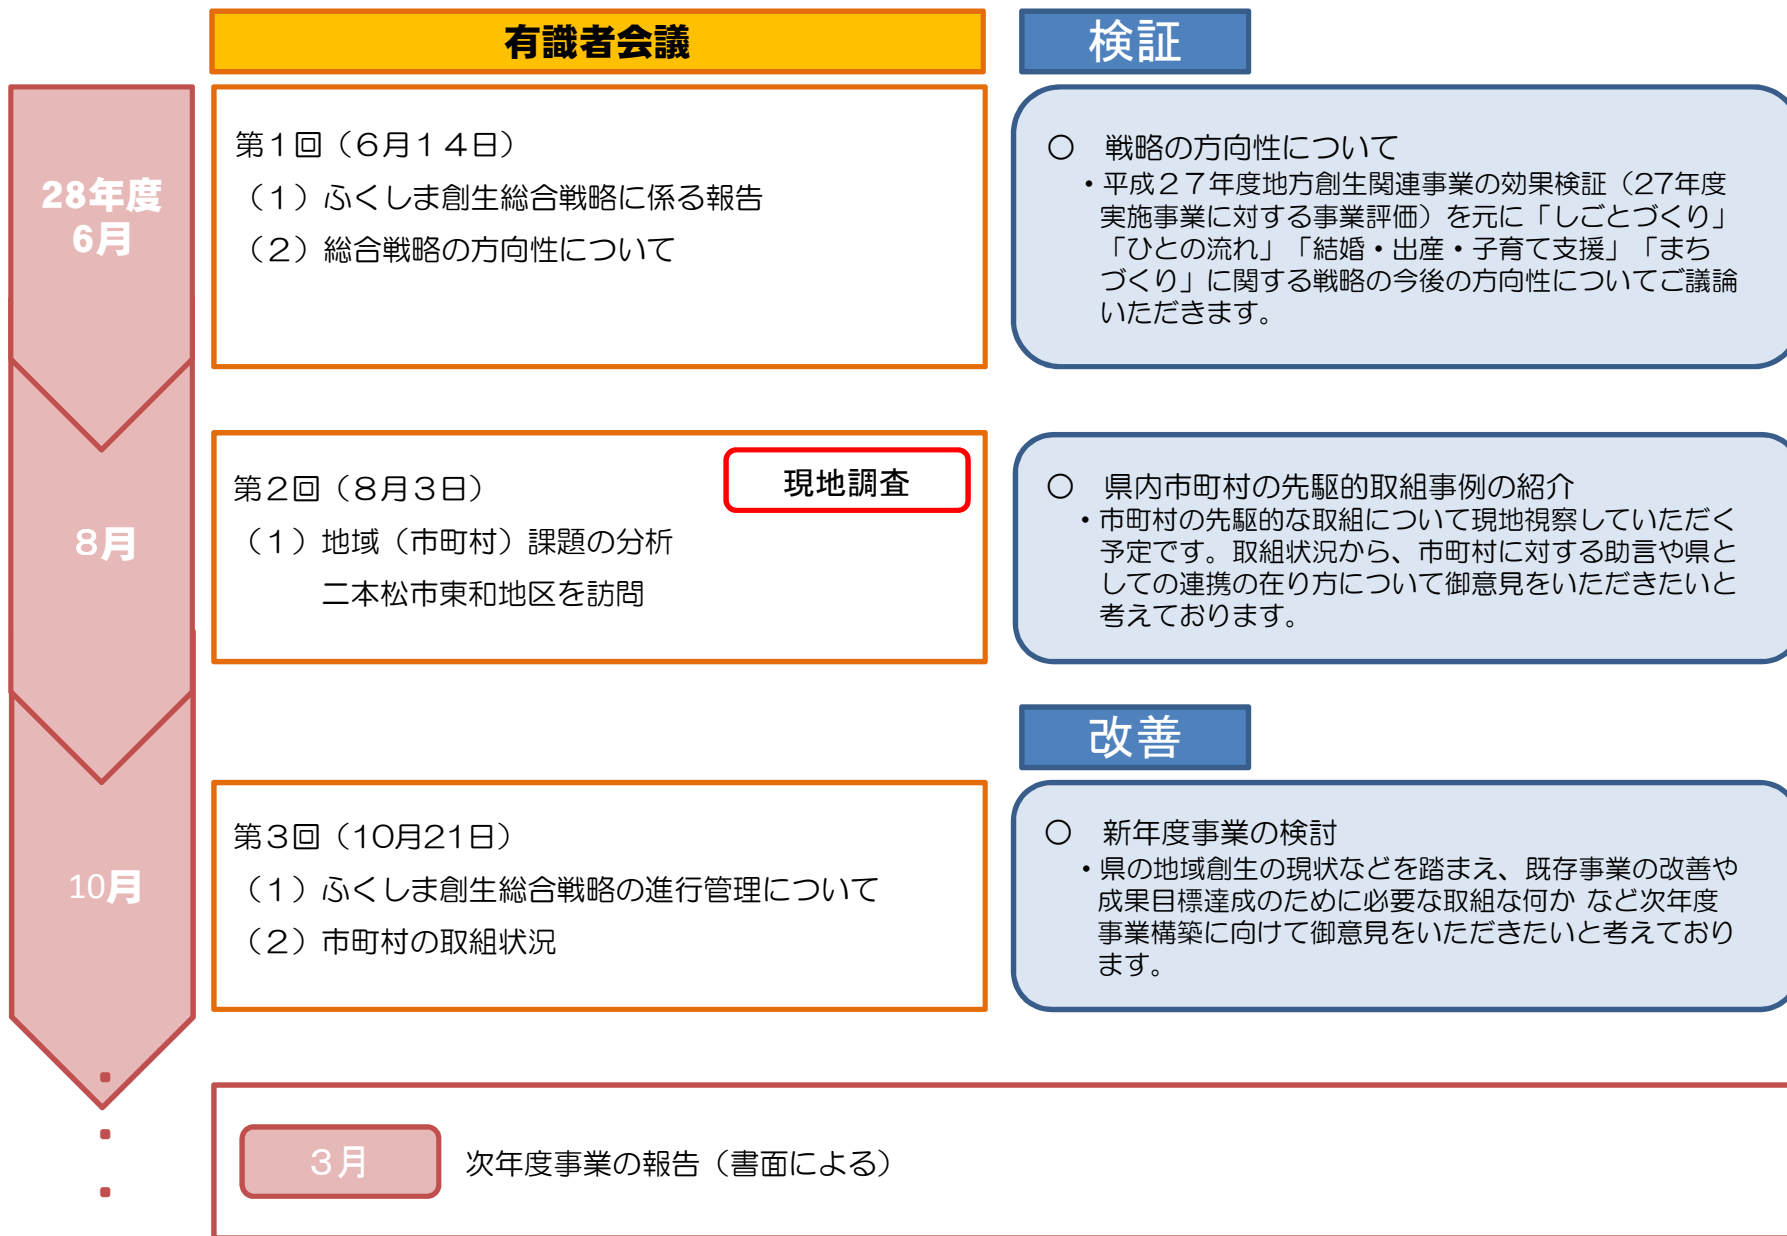 有識者会議
検証
28年度
6月
第1回（6月14日）
（1）ふくしま創生総合戦略に係る報告
（2）総合戦略の方向性について
○　戦略の方向性について
・平成２７年度地方創生関連事業の効果検証（27年度
実施事業に対する事業評価）を元に「しごとづくり」
「ひとの流れ」「結婚・出産・子育て支援」「まち
づくり」に関する戦略の今後の方向性についてご議論
いただきます。
8月
第2回（8月3日）
現地調査
（1）地域（市町村）課題の分析
二本松市東和地区を訪問
○　県内市町村の先駆的取組事例の紹介
・市町村の先駆的な取組について現地視察していただく
予定です。取組状況から、市町村に対する助言や県と
しての連携の在り方について御意見をいただきたいと
考えております。
改善
10月
第3回（10月21日）
（1）ふくしま創生総合戦略の進行管理について
（2）市町村の取組状況
○　新年度事業の検討
・県の地域創生の現状などを踏まえ、既存事業の改善や
成果目標達成のために必要な取組な何か など次年度
事業構築に向けて御意見をいただきたいと考えており
ます。
3月
次年度事業の報告（書面による）